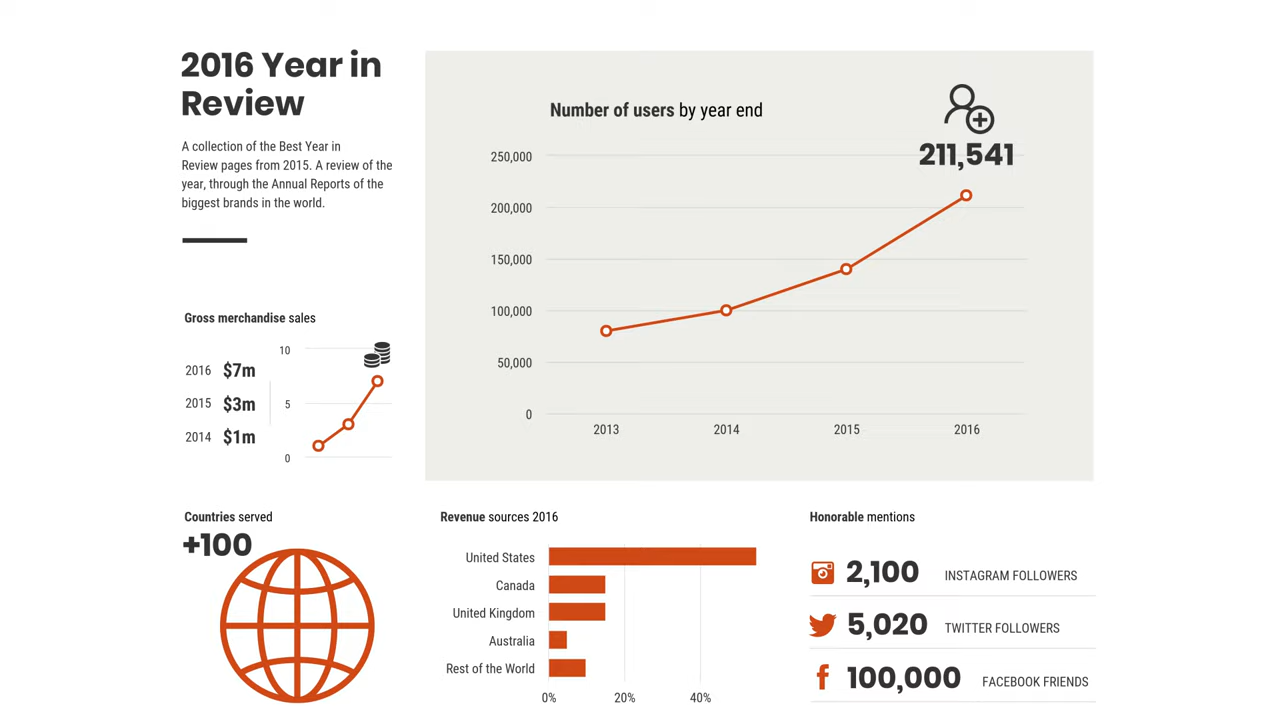 2016 Year in
Review
A collection of the Best Year in
Review pages from 2015. A review of the
year, through the Annual Reports of the
biggest brands in the world.
Number of users by year end
211,541
250,000
200,000
150,000
100,000
50,000
0
2013 2014 2015 2016
Gross merchandise sales
2016 $7m
2015 $3m
2014 $1m
10
5
0
Countries served
+100
Revenue sources 2016
United States
Canada
United Kingdom
Australia
Rest of the World
0% 20% 40%
Honorable mentions
2,100 INSTAGRAM FOLLOWERS
5,020 TWITTER FOLLOWERS
100,000 FACEBOOK FRIENDS